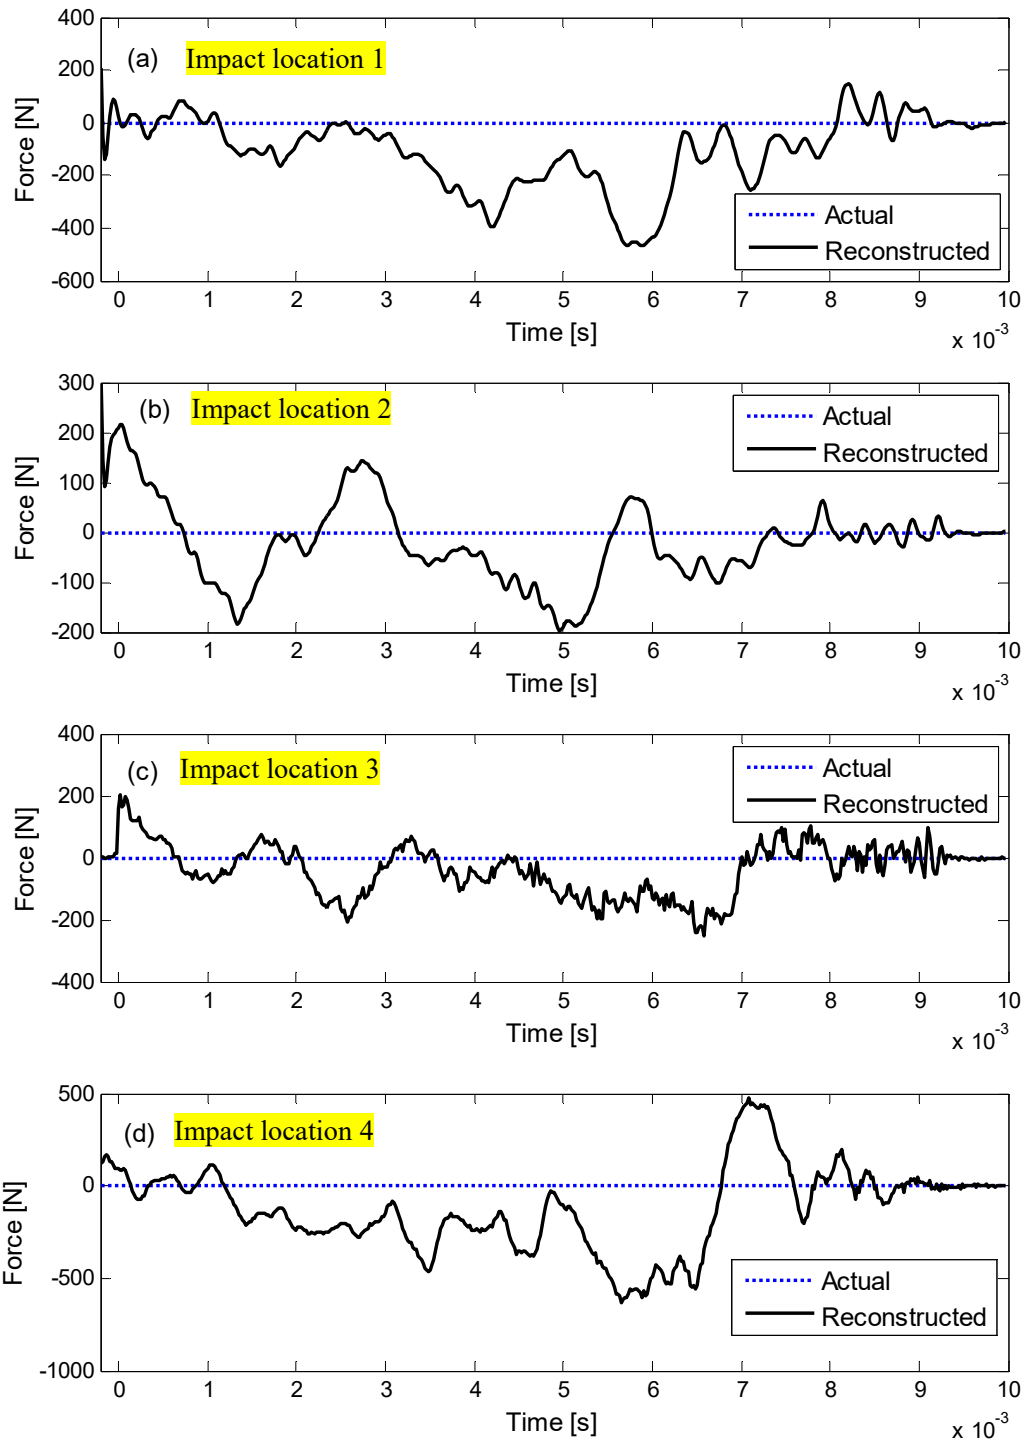 400
(a) Impact location 1
200
0
-200
-400
-600
Force [N]
Actual
Reconstructed
0 1 2 3 4 5 6 7 8 9 10
Time [s]
x 10-3
300
(b) Impact location 2
200
100
0
-100
-200
Force [N]
Actual
Reconstructed
0 1 2 3 4 5 6 7 8 9 10
Time [s]
x 10-3
400
(c) Impact location 3
200
0
-200
-400
Force [N]
Actual
Reconstructed
0 1 2 3 4 5 6 7 8 9 10
Time [s]
x 10-3
500
(d) Impact location 4
0
-500
-1000
Force [N]
Actual
Reconstructed
0 1 2 3 4 5 6 7 8 9 10
Time [s]
x 10-3